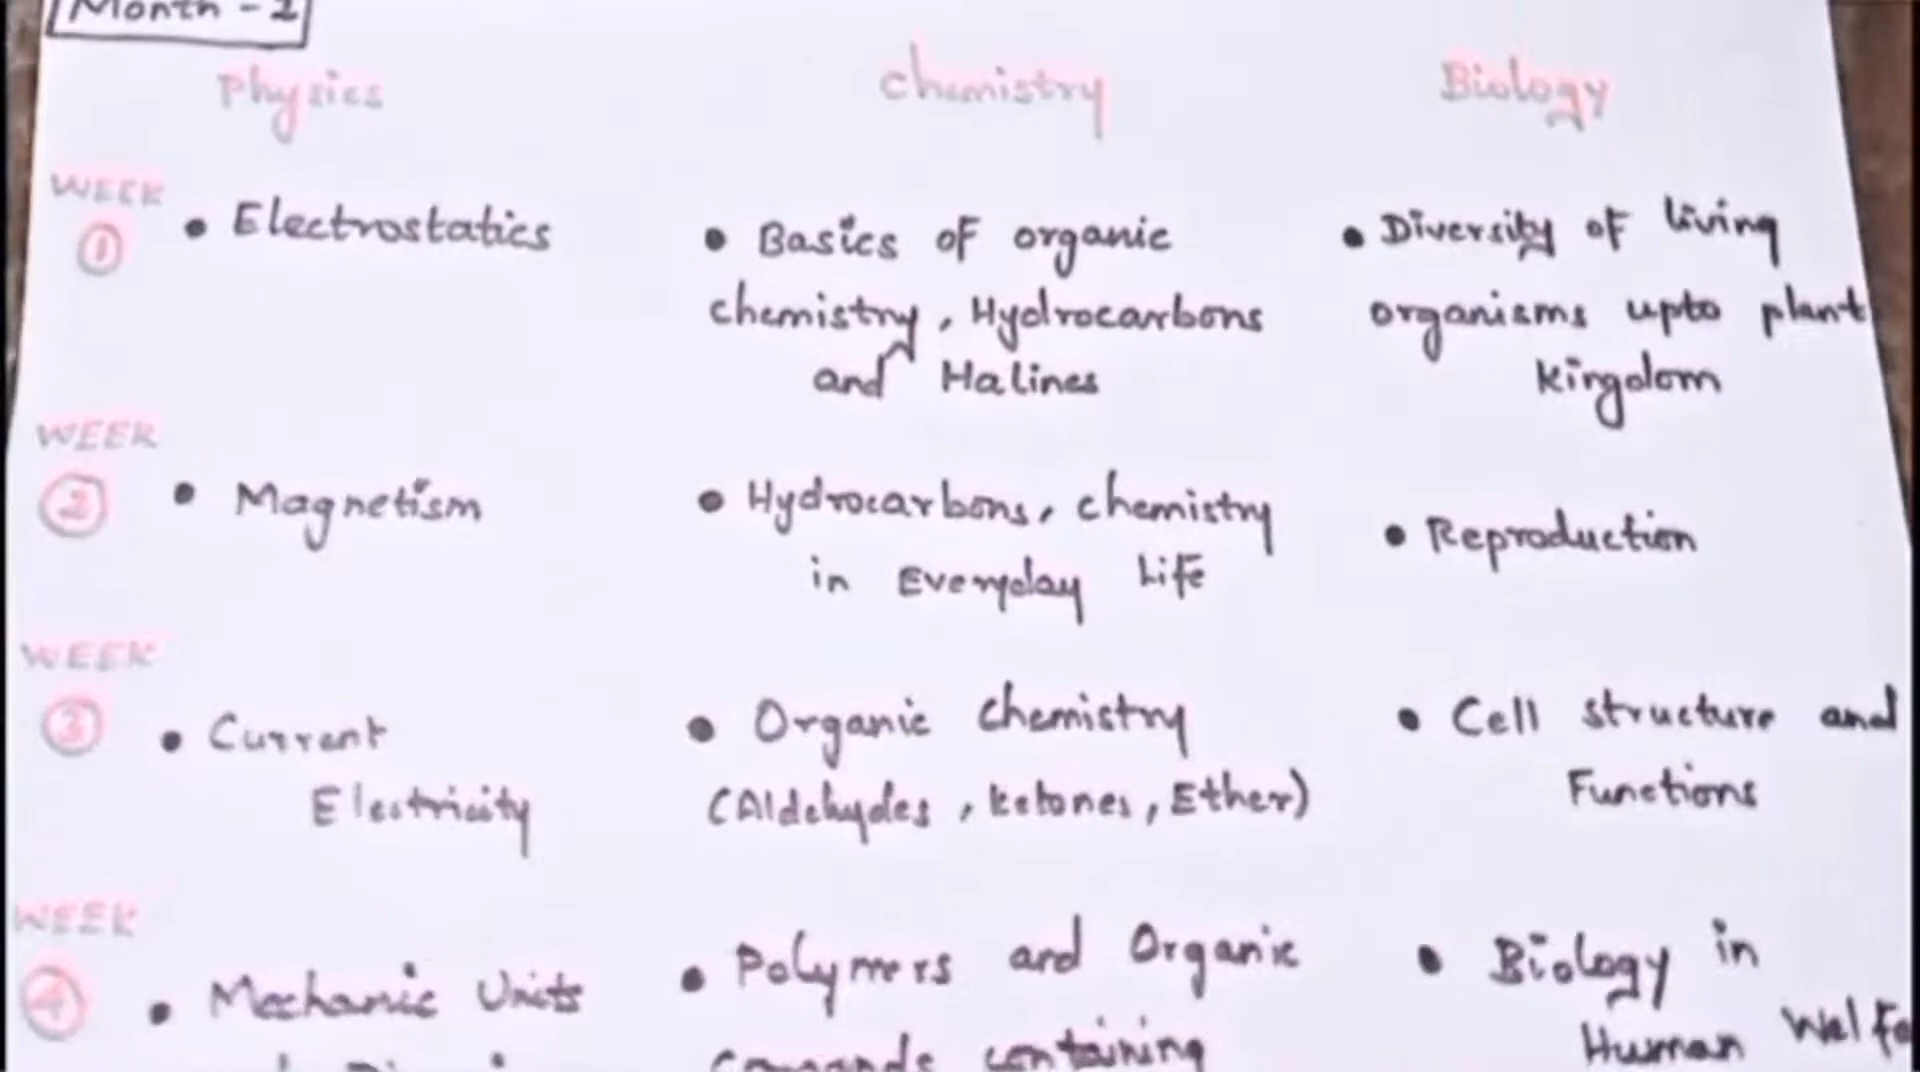 Month - 1
Physics Chemistry Biology
WEEK
① • Electrostatics
• Basics of organic
chemistry, Hydrocarbons
and Halines
• Diversity of living
organisms upto plant
kingdom
WEEK
② • Magnetism
• Hydrocarbons, chemistry
in Everyday Life
• Reproduction
WEEK
③ • Current
Electricity
• Organic Chemistry
(Aldehydes, ketones, Ether)
• Cell structure and
Functions
WEEK
④ • Mechanic Units
• Polymers and Organic
containing
• Biology in
Human